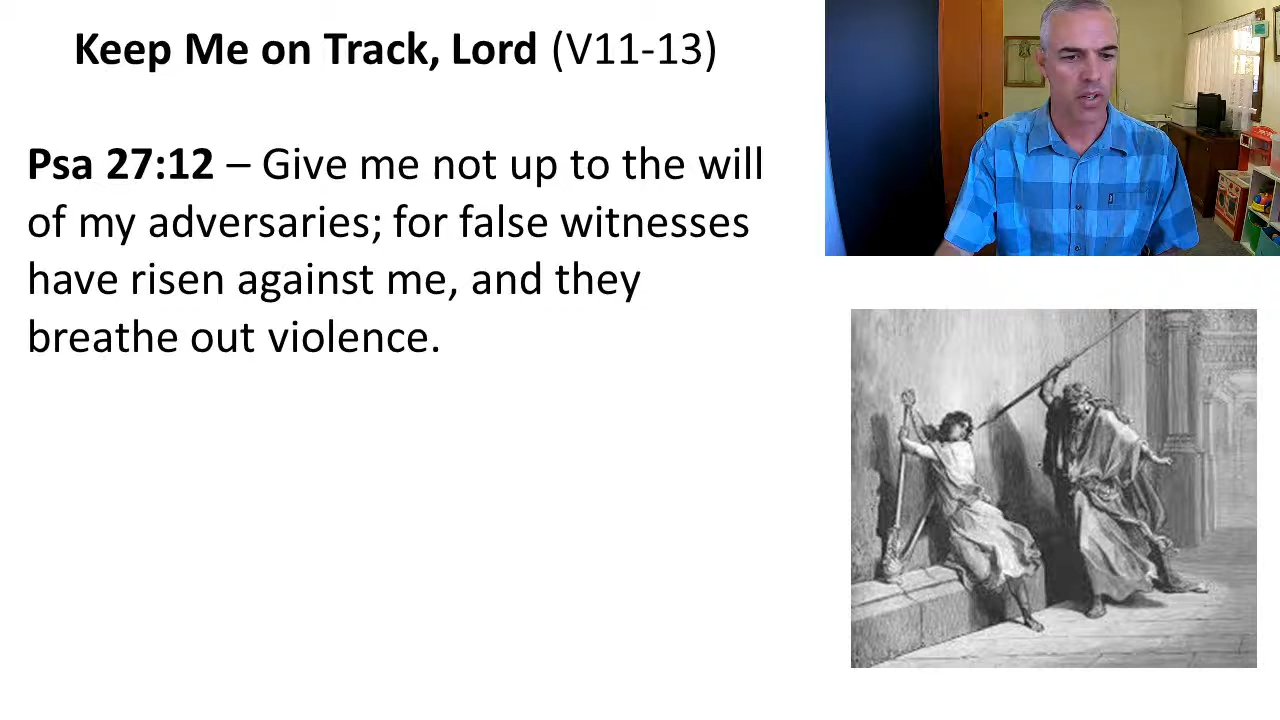 Keep Me on Track, Lord (V11-13)
Psa 27:12 – Give me not up to the will
of my adversaries; for false witnesses
have risen against me, and they
breathe out violence.